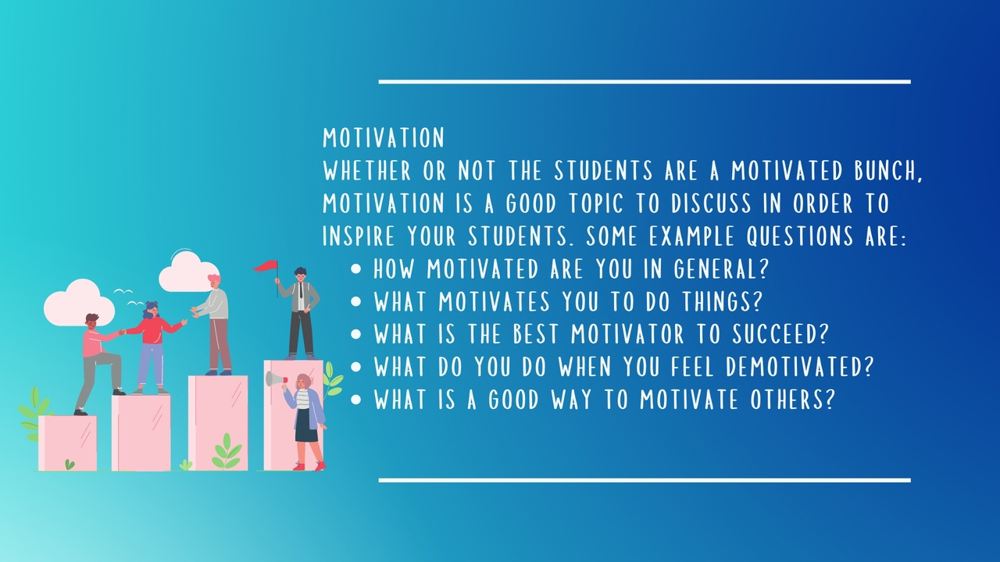 MOTIVATION
WHETHER OR NOT THE STUDENTS ARE A MOTIVATED BUNCH,
MOTIVATION IS A GOOD TOPIC TO DISCUSS IN ORDER TO
INSPIRE YOUR STUDENTS. SOME EXAMPLE QUESTIONS ARE:
• HOW MOTIVATED ARE YOU IN GENERAL?
• WHAT MOTIVATES YOU TO DO THINGS?
• WHAT IS THE BEST MOTIVATOR TO SUCCEED?
• WHAT DO YOU DO WHEN YOU FEEL DEMOTIVATED?
• WHAT IS A GOOD WAY TO MOTIVATE OTHERS?